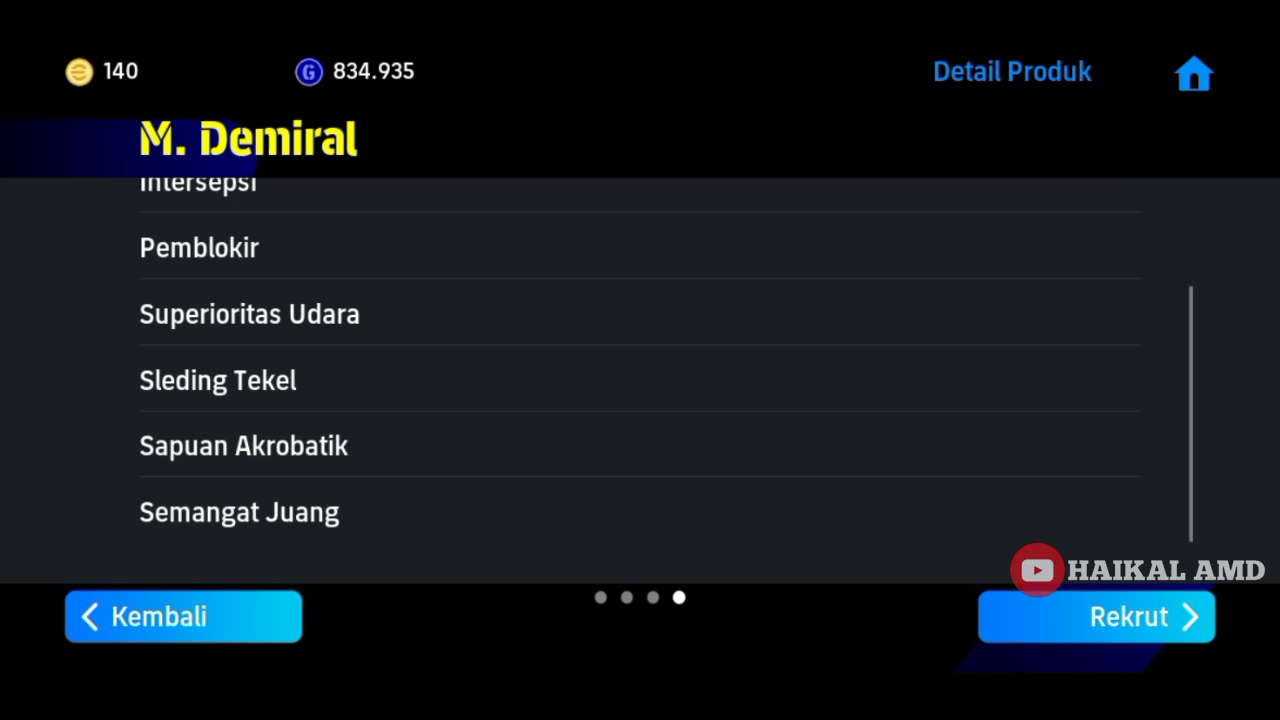 140
834.935
Detail Produk
M. Demiral
Intersepsi
Pemblokir
Superioritas Udara
Sleding Tekel
Sapuan Akrobatik
Semangat Juang
HAIKAL AMD
Kembali
Rekrut